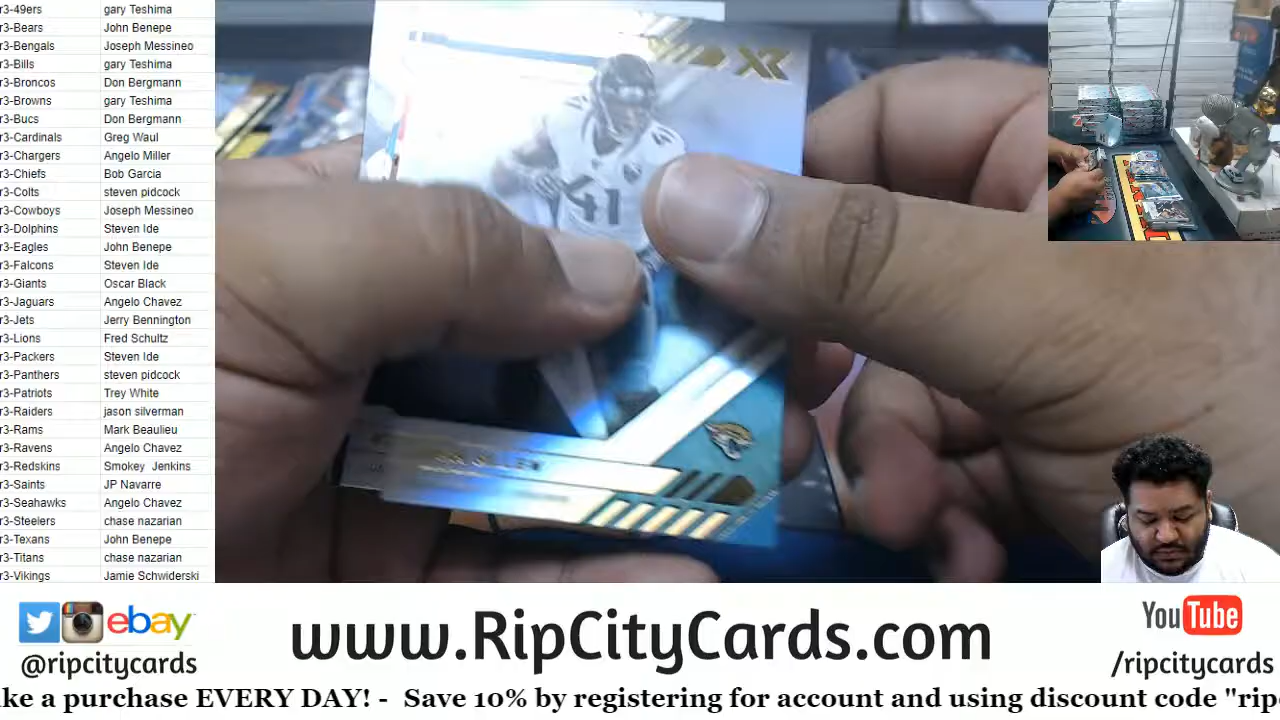 r3-49ers gary Teshima
r3-Bears John Benepe
r3-Bengals Joseph Messineo
r3-Bills gary Teshima
r3-Broncos Don Bergmann
r3-Browns gary Teshima
r3-Bucs Don Bergmann
r3-Cardinals Greg Waul
r3-Chargers Angelo Miller
r3-Chiefs Bob Garcia
r3-Colts steven pidcock
r3-Cowboys Joseph Messineo
r3-Dolphins Steven Ide
r3-Eagles John Benepe
r3-Falcons Steven Ide
r3-Giants Oscar Black
r3-Jaguars Angelo Chavez
r3-Jets Jerry Bennington
r3-Lions Fred Schultz
r3-Packers Steven Ide
r3-Panthers steven pidcock
r3-Patriots Trey White
r3-Raiders jason silverman
r3-Rams Mark Beaulieu
r3-Ravens Angelo Chavez
r3-Redskins Smokey Jenkins
r3-Saints JP Navarre
r3-Seahawks Angelo Chavez
r3-Steelers chase nazarian
r3-Texans John Benepe
r3-Titans chase nazarian
r3-Vikings Jamie Schwiderski
XR
41
ebay
@ripcitycards
www.RipCityCards.com
YouTube
/ripcitycards
ke a purchase EVERY DAY! - Save 10% by registering for account and using discount code "rip